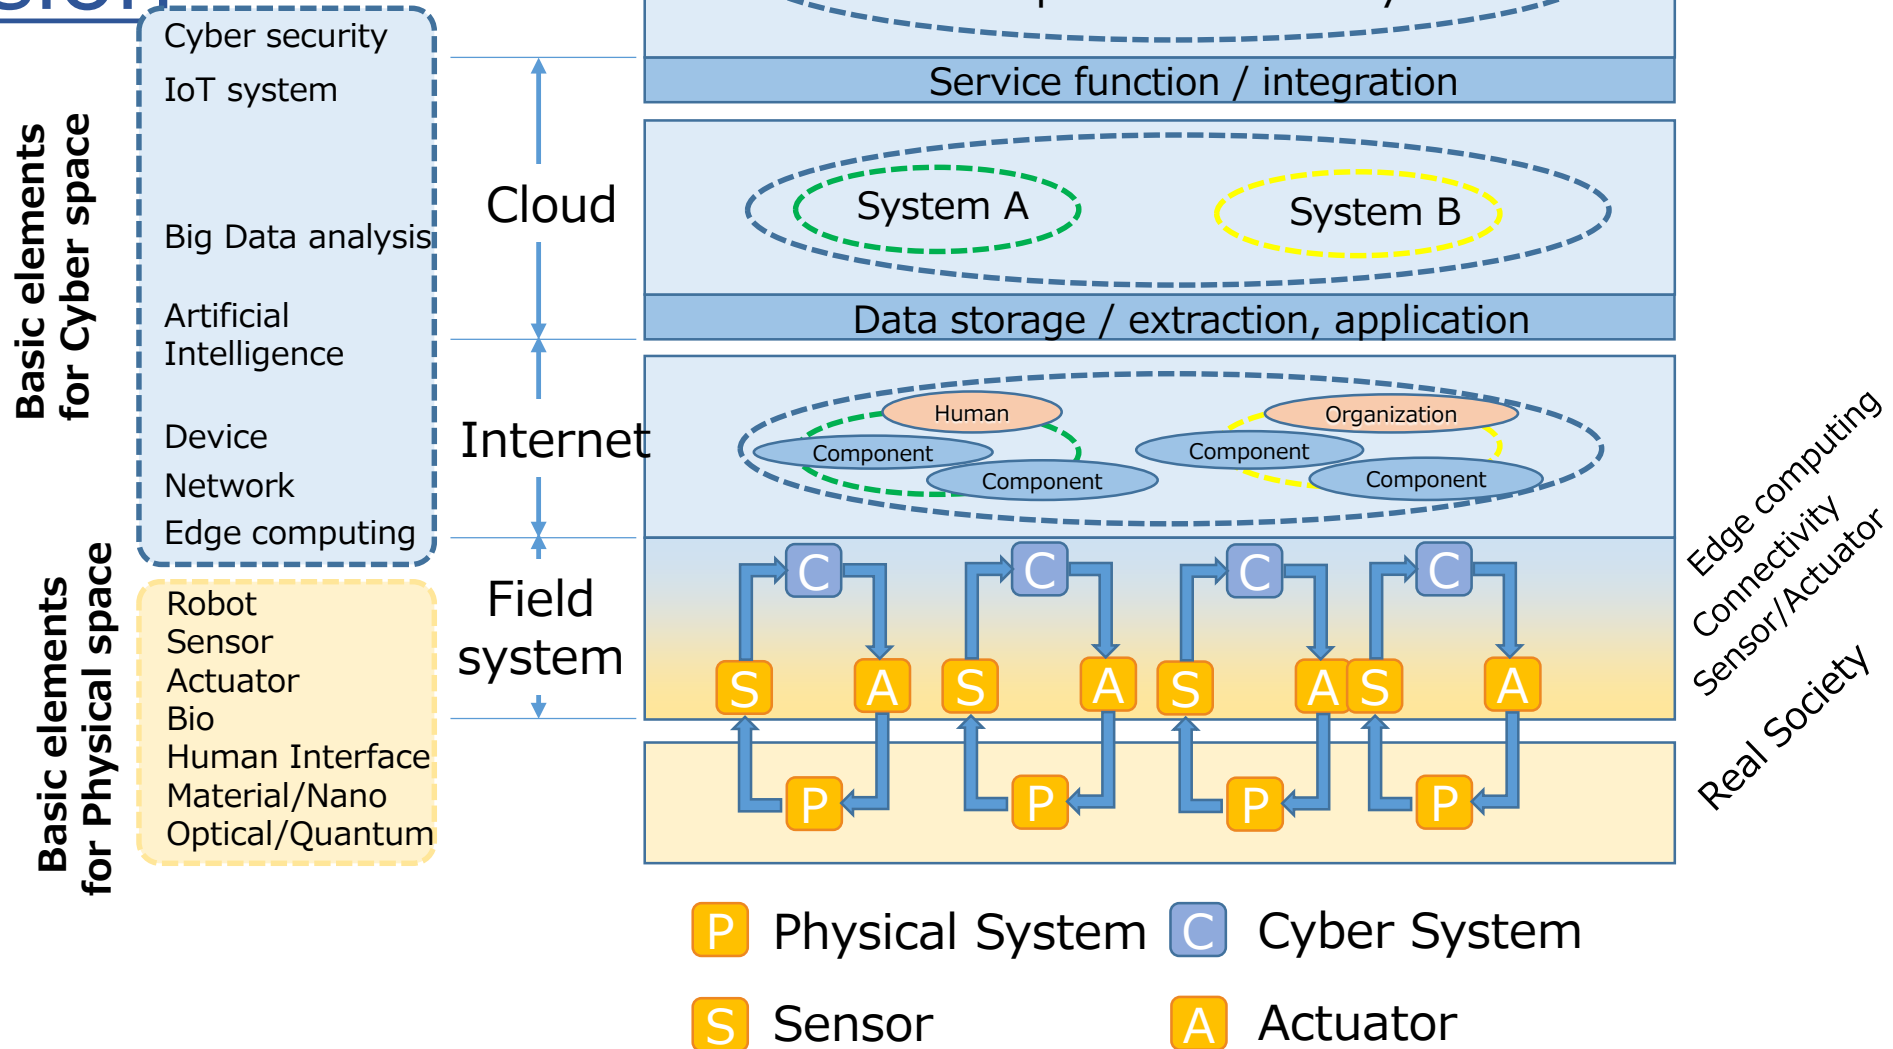 Cyber security
IoT system
Big Data analysis
Artificial
Intelligence
Device
Network
Edge computing
Basic elements
for Cyber space
Robot
Sensor
Actuator
Bio
Human Interface
Material/Nano
Optical/Quantum
Basic elements
for Physical space
Cloud
Internet
Field
system
Service function / integration
System A
System B
Data storage / extraction, application
Human
Component
Component
Organization
Component
Component
C
C
C
C
S
A
S
A
S
A
S
A
P
P
P
P
Edge computing
Connectivity
Sensor/Actuator
Real Society
P Physical System
C Cyber System
S Sensor
A Actuator